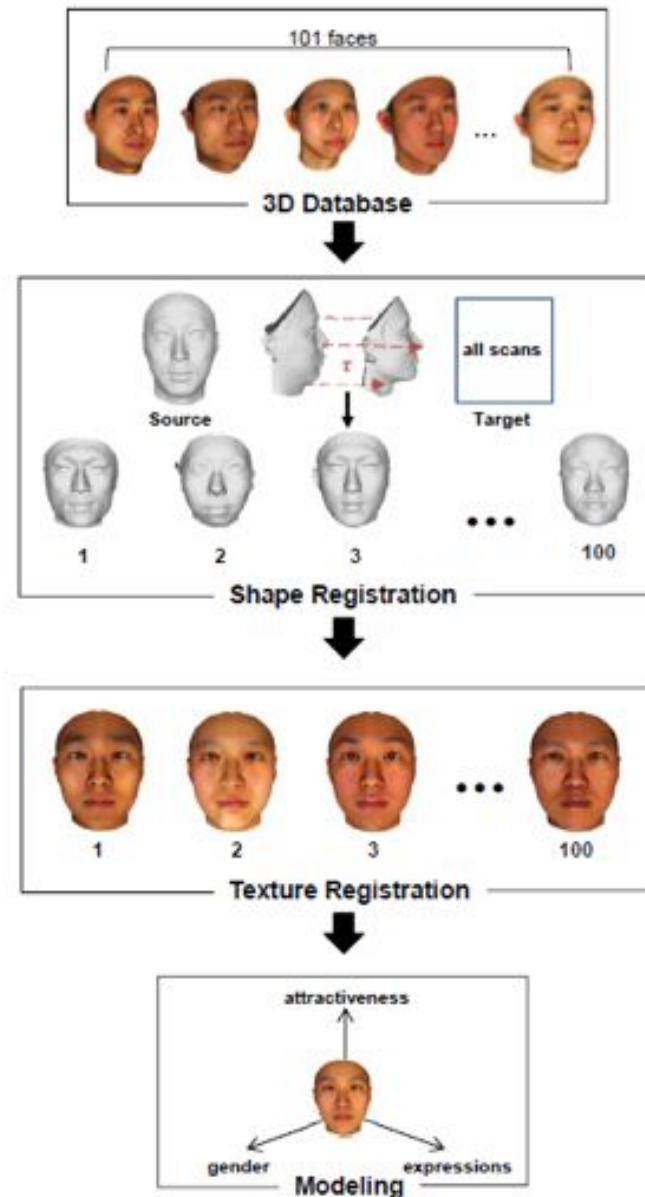 101 faces
...
3D Database
all scans
T
Source
Target
1 2 3 ... 100
Shape Registration
...
1 2 3 100
Texture Registration
attractiveness
gender
expressions
Modeling